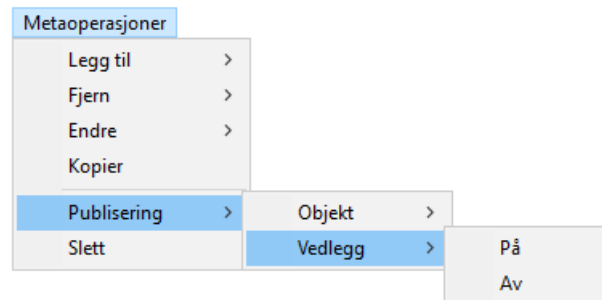 Metaoperasjoner
Legg til
Fjern
Endre
Kopier
Publisering
Slett
Objekt
Vedlegg
På
Av